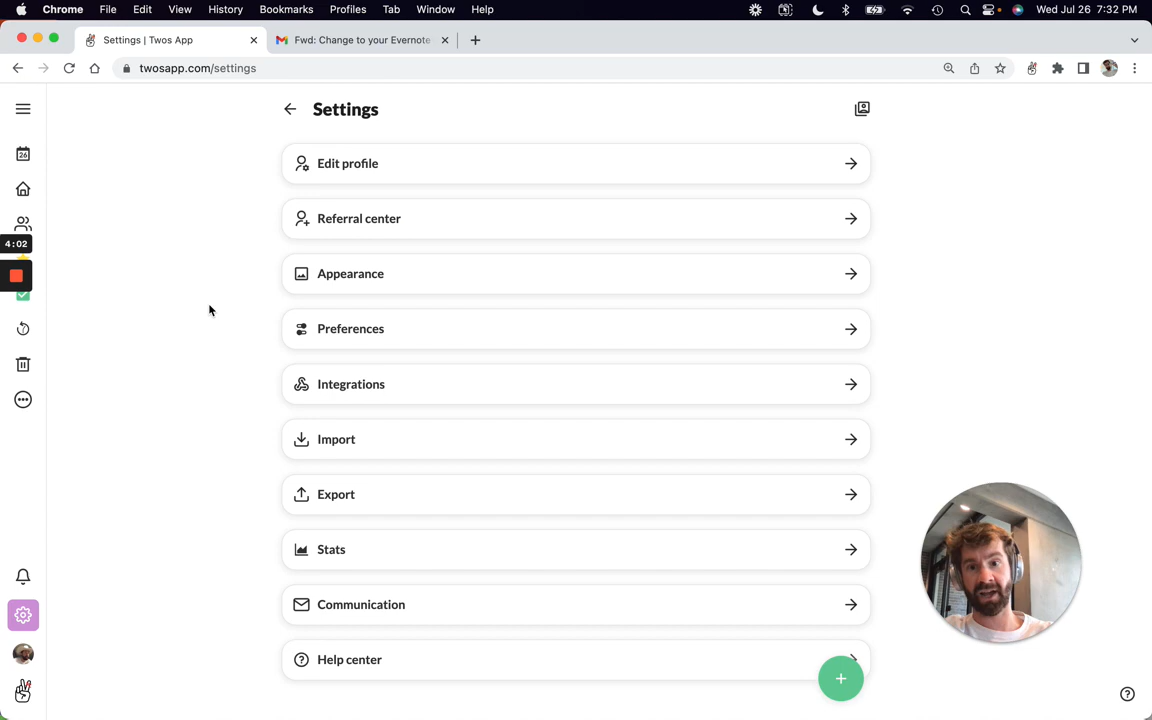 Chrome File Edit View History Bookmarks Profiles Tab Window Help Wed Jul 26 7:32 PM
Settings | Twos App Fwd: Change to your Evernote
twosapp.com/settings
26
4:02
Settings
Edit profile
Referral center
Appearance
Preferences
Integrations
Import
Export
Stats
Communication
Help center